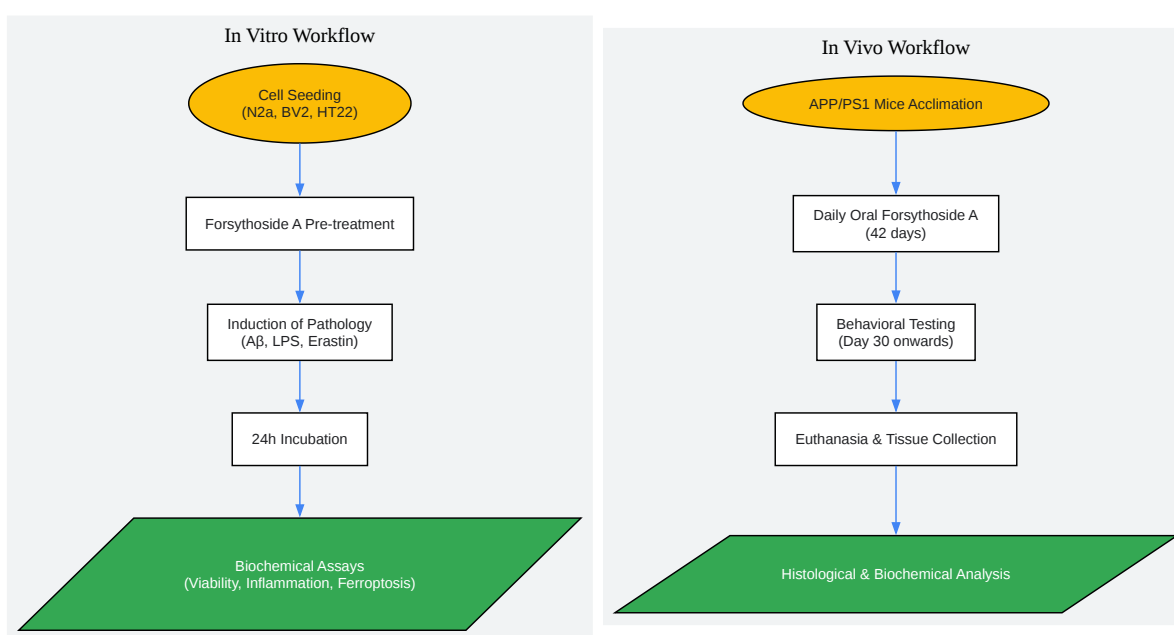 In Vitro Workflow
Cell Seeding
(N2a, BV2, HT22)
Forsythoside A Pre-treatment
Induction of Pathology
(Aβ, LPS, Erastin)
24h Incubation
Biochemical Assays
(Viability, Inflammation, Ferroptosis)
In Vivo Workflow
APP/PS1 Mice Acclimation
Daily Oral Forsythoside A
(42 days)
Behavioral Testing
(Day 30 onwards)
Euthanasia & Tissue Collection
Histological & Biochemical Analysis